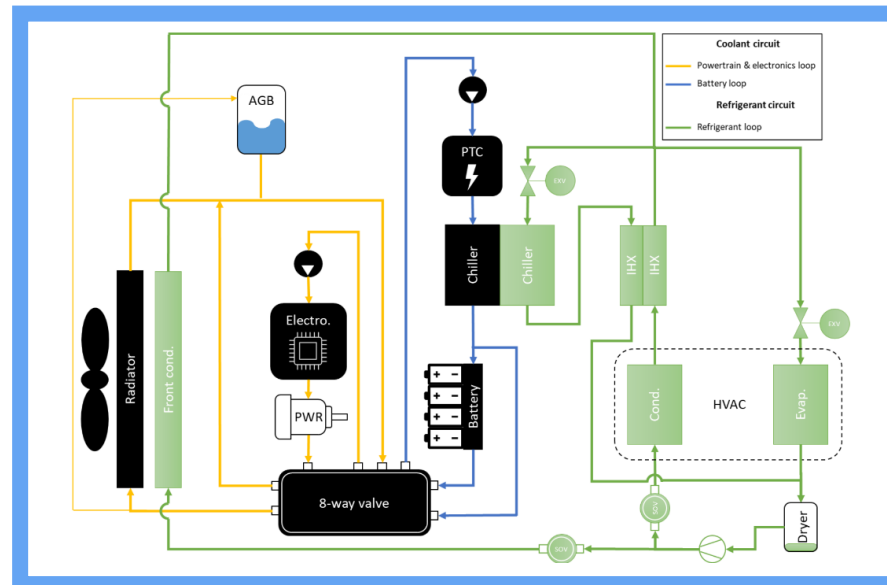 Coolant circuit
Powertrain & electronics loop
Battery loop
Refrigerant circuit
Refrigerant loop
AGB
PTC
EXV
Chiller
Chiller
IHX
IHX
Electro.
Radiator
Front cond.
EXV
PWR
Battery
Cond.
HVAC
Evap.
8-way valve
SOV
Dryer
SOV